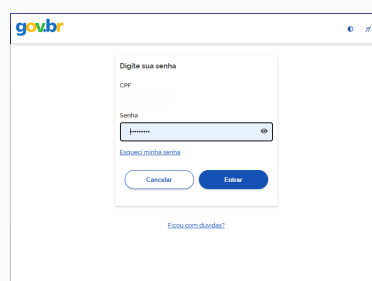 gov.br
Digite sua senha
CPF
Senha
Esqueci minha senha
Cancelar
Entrar
Ficou com dúvidas?